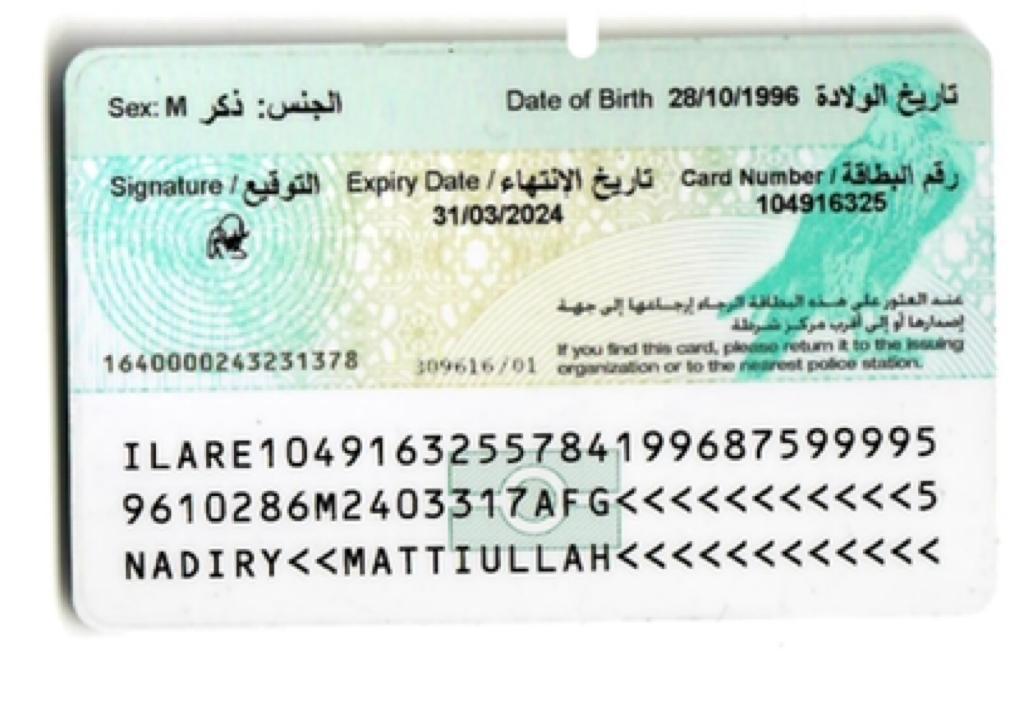 Sex: M الجنس: ذكر
Date of Birth 28/10/1996 تاريخ الولادة
Signature / التوقيع
Expiry Date / تاريخ الإنتهاء
31/03/2024
Card Number / رقم البطاقة
104916325
عند العثور على هذه البطاقة الرجاء إرجاعها إلى جهة
إصدارها أو إلى أقرب مركز شرطة
If you find this card, please return it to the issuing
organization or to the nearest police station.
1640000243231378
309616/01
ILARE1049163255784199687599995
9610286M2403317AFG<<<<<<<<<<<5
NADIRY<<MATTIULLAH<<<<<<<<<<<<